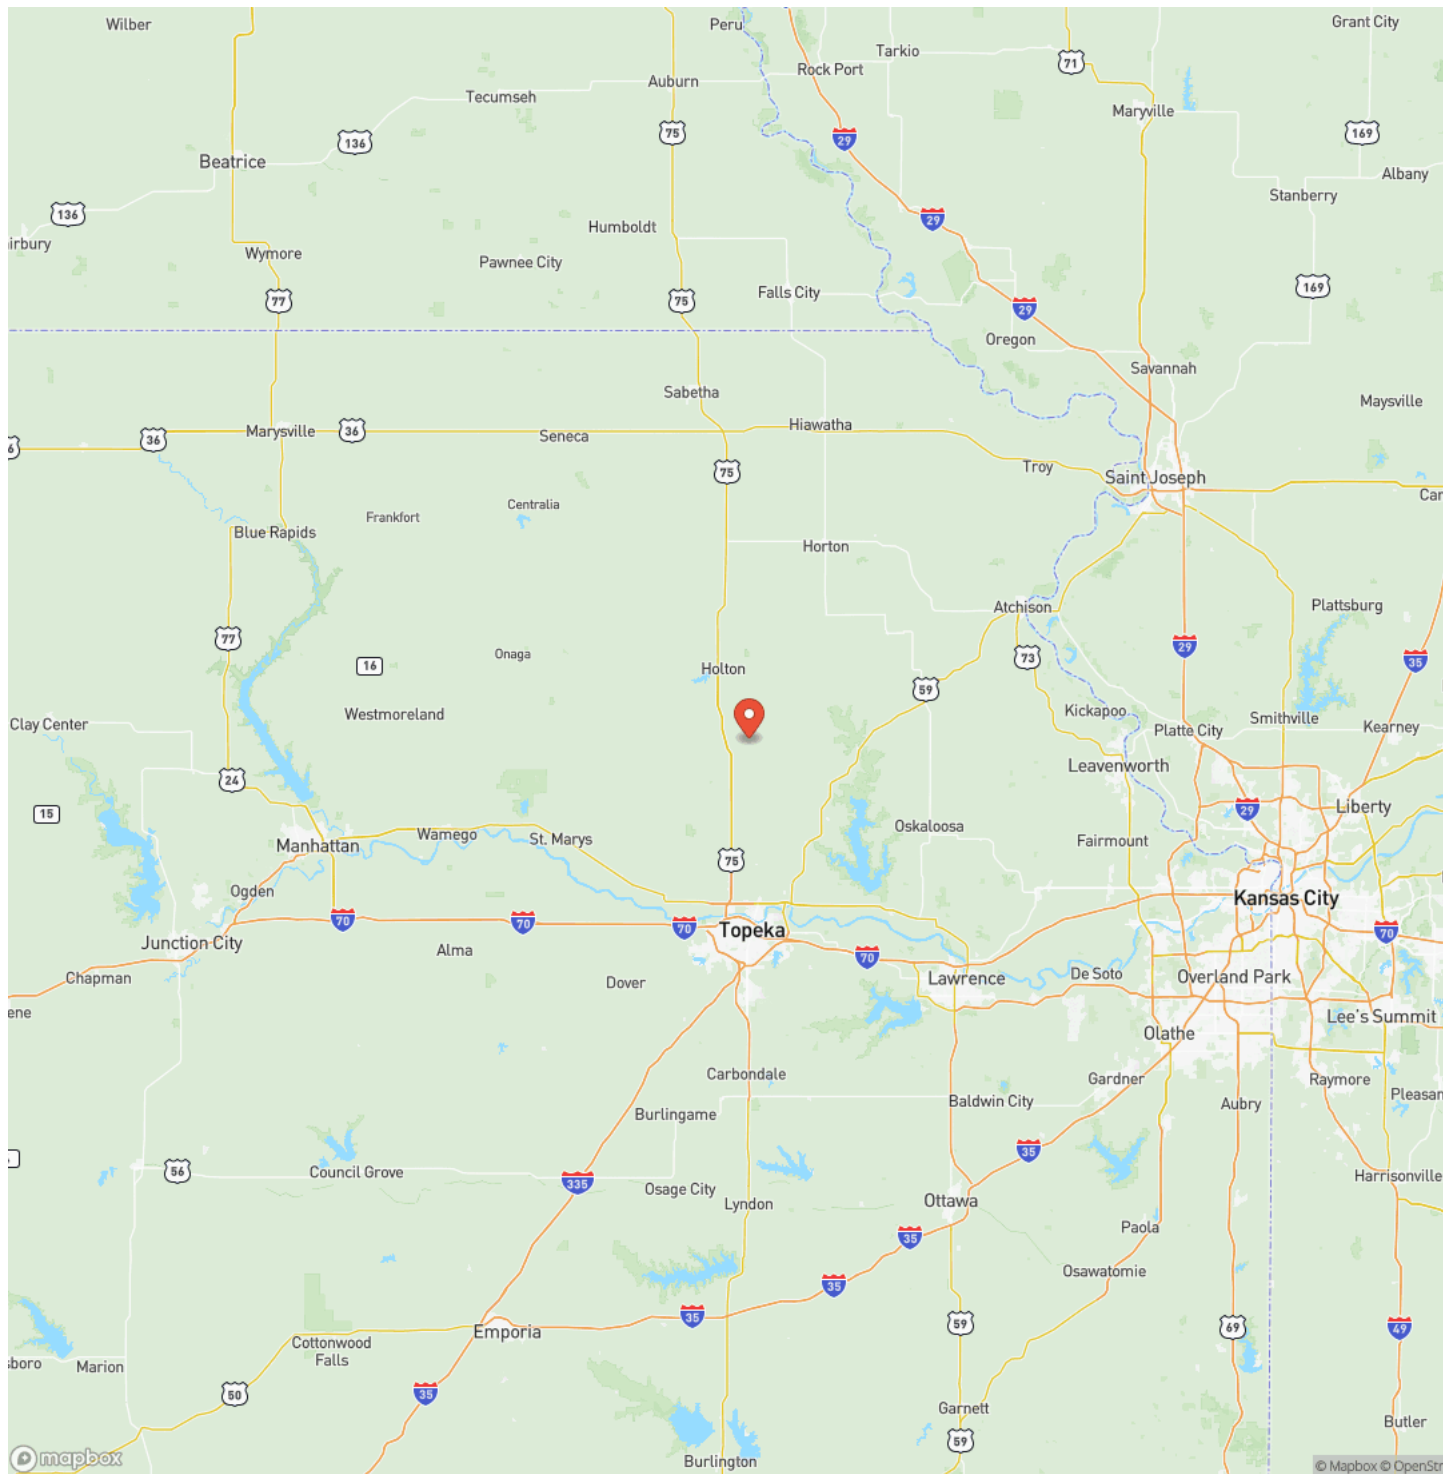 Wilber
Peru
Grant City
Tarkio
71
Rock Port
Auburn
Tecumseh
Maryville
75
169
136
29
Beatrice
Albany
Stanberry
136
29
Humboldt
irbury
Wymore
Pawnee City
169
Falls City
77
75
29
Oregon
Savannah
Sabetha
Maysville
Hiawatha
Marysville
36
Seneca
36
6
Troy
75
Saint Joseph
Car
Centralia
Frankfort
Blue Rapids
Horton
Atchison
Plattsburg
77
29
Onaga
73
35
16
Holton
59
Kickapoo
Westmoreland
Smithville
Clay Center
Platte City
Kearney
Leavenworth
24
Liberty
29
15
Oskaloosa
Wamego
St. Marys
Fairmount
Manhattan
75
Ogden
Kansas City
70
70
70
Topeka
70
Junction City
Alma
70
De Soto
Chapman
Lawrence
Overland Park
Dover
ene
Lee's Summit
Olathe
Carbondale
Gardner
Raymore
Pleasan
Baldwin City
Aubry
Burlingame
35
56
Council Grove
Harrisonville
335
Osage City
Lyndon
Ottawa
Paola
35
Osawatomie
35
35
59
69
49
Emporia
Cottonwood
Falls
sboro
Marion
50
35
Garnett
Butler
59
mapbox
Burlington
© Mapbox © OpenStr